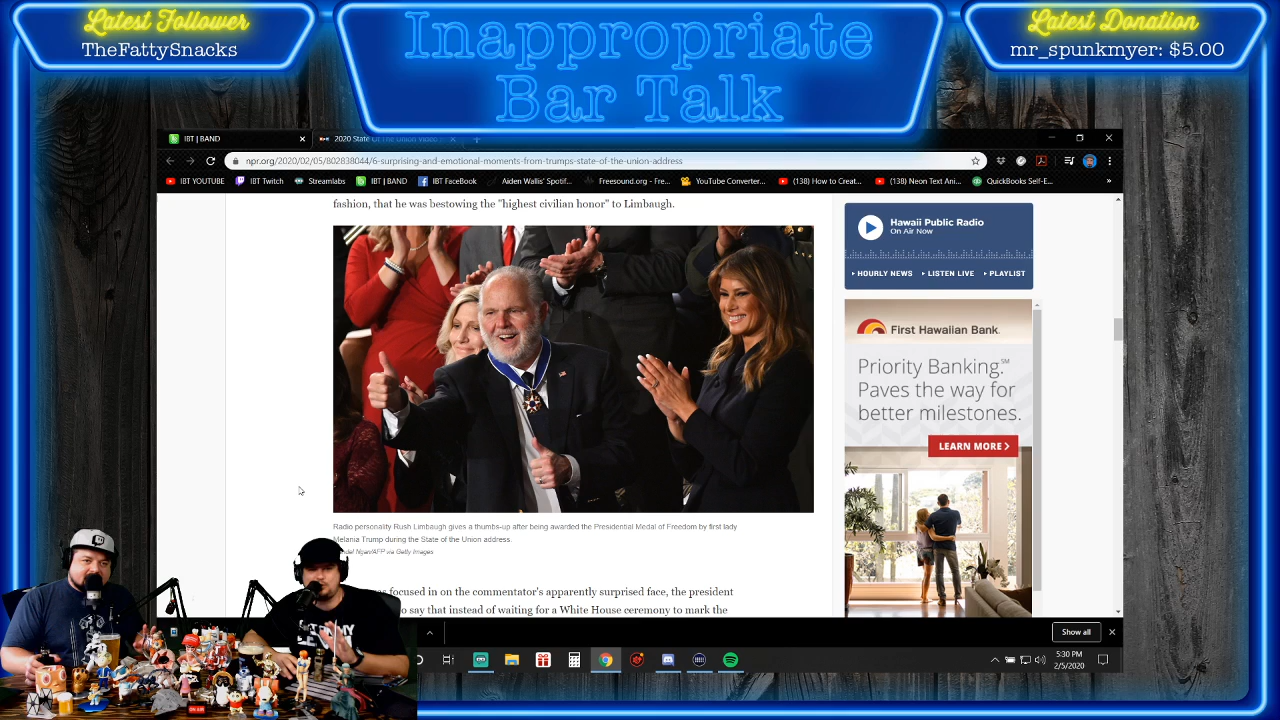 Latest Follower
TheFattySnacks
Inappropriate
Bar Talk
Latest Donation
mr_spunkmyer: $5.00
IBT | BAND
2020 State Of The Union Video
npr.org/2020/02/05/802838044/6-surprising-and-emotional-moments-from-trumps-state-of-the-union-address
IBT YOUTUBE IBT Twitch Streamlabs IBT | BAND IBT FaceBook Aiden Wallis' Spotif... Freesound.org - Fre... YouTube Converter... (138) How to Creat... (138) Neon Text Ani... QuickBooks Self-E... »
fashion, that he was bestowing the "highest civilian honor" to Limbaugh.
Radio personality Rush Limbaugh gives a thumbs-up after being awarded the Presidential Medal of Freedom by first lady
Melania Trump during the State of the Union address.
Ngan/AFP via Getty Images
focused in on the commentator's apparently surprised face, the president
say that instead of waiting for a White House ceremony to mark the
Hawaii Public Radio
On Air Now
HOURLY NEWS LISTEN LIVE PLAYLIST
First Hawaiian Bank
Priority Banking.℠
Paves the way for
better milestones.
LEARN MORE
Show all
5:30 PM
2/5/2020